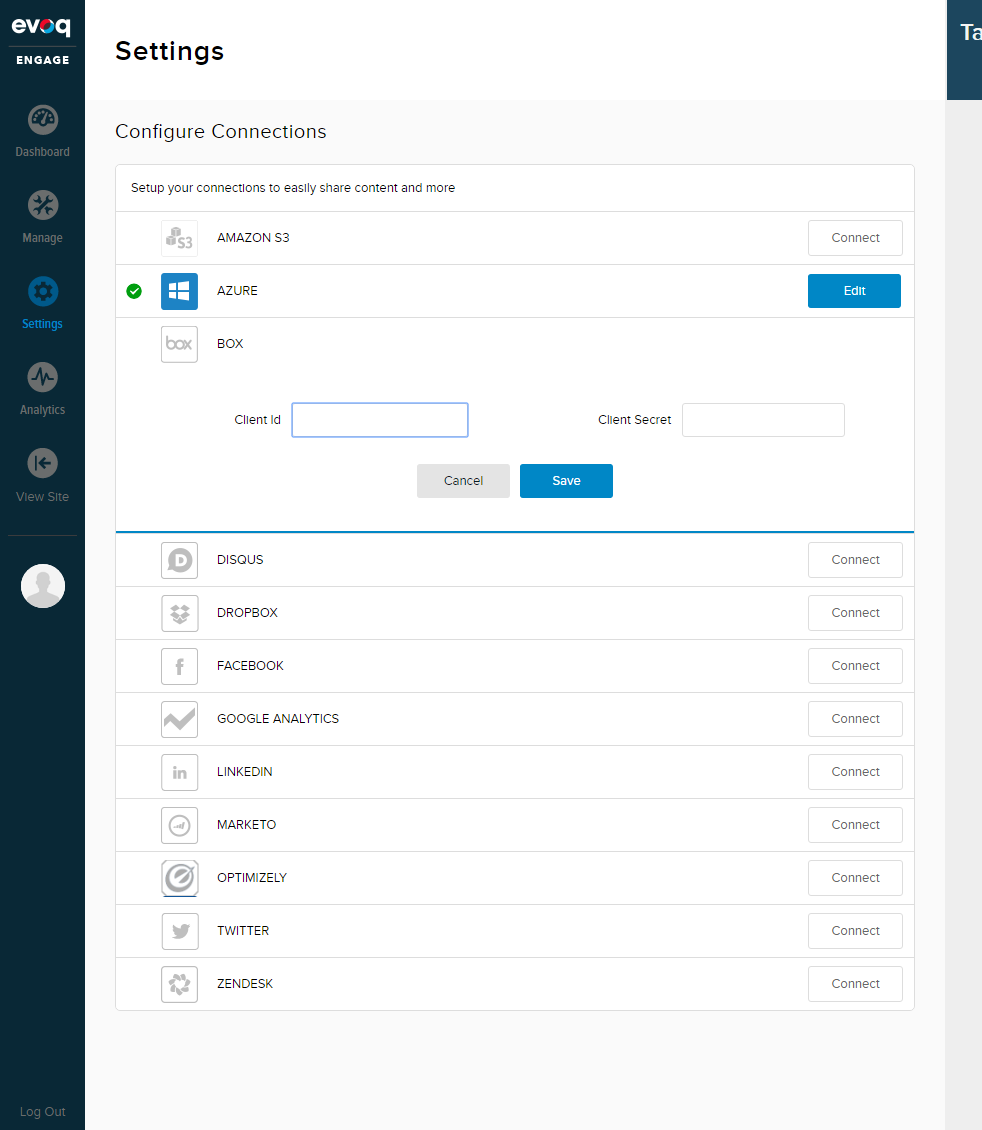 evoq
ENGAGE
Dashboard
Manage
Settings
Analytics
View Site
Log Out
Settings
Ta
Configure Connections
Setup your connections to easily share content and more
S3 AMAZON S3 Connect
AZURE Edit
box BOX
Client Id Client Secret
Cancel Save
D DISQUS Connect
DROPBOX Connect
f FACEBOOK Connect
GOOGLE ANALYTICS Connect
in LINKEDIN Connect
MARKETO Connect
OPTIMIZELY Connect
TWITTER Connect
ZENDESK Connect